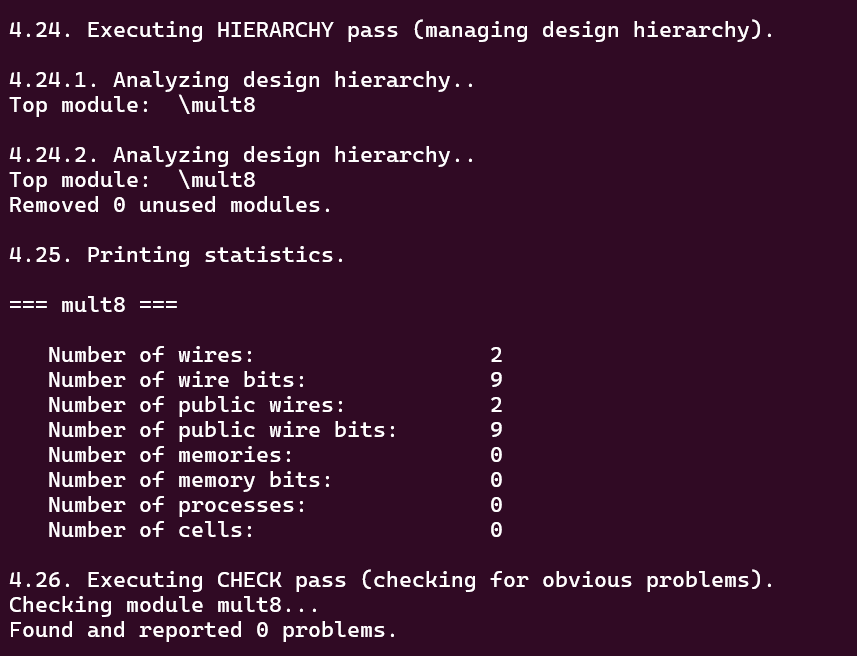 4.24. Executing HIERARCHY pass (managing design hierarchy).
4.24.1. Analyzing design hierarchy..
Top module:  \mult8
4.24.2. Analyzing design hierarchy..
Top module:  \mult8
Removed 0 unused modules.
4.25. Printing statistics.
=== mult8 ===
Number of wires: 2
Number of wire bits: 9
Number of public wires: 2
Number of public wire bits: 9
Number of memories: 0
Number of memory bits: 0
Number of processes: 0
Number of cells: 0
4.26. Executing CHECK pass (checking for obvious problems).
Checking module mult8...
Found and reported 0 problems.